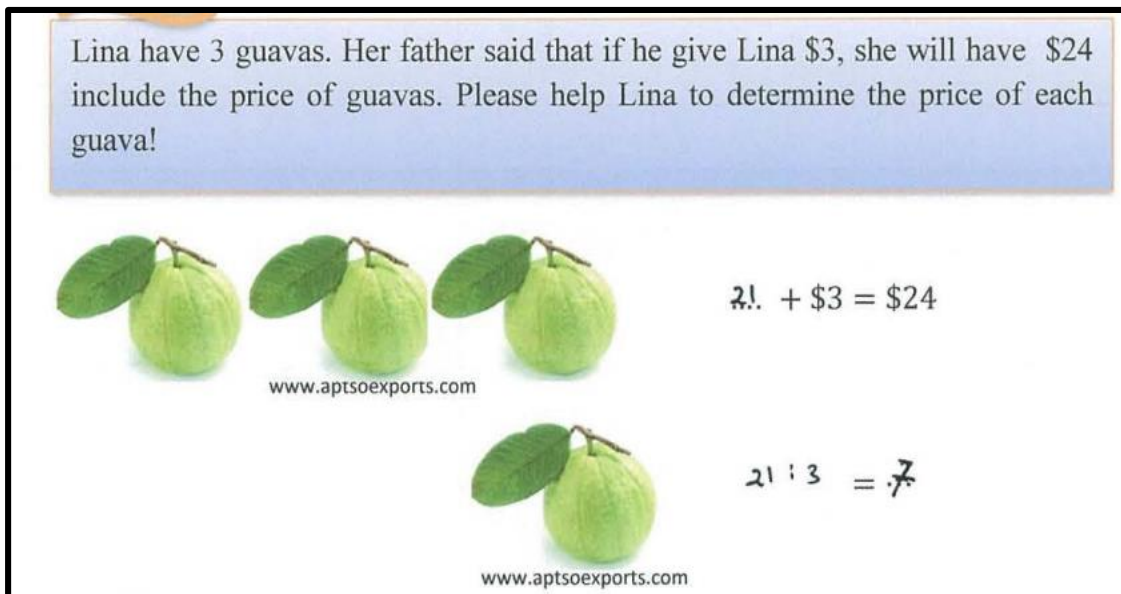 Lina have 3 guavas. Her father said that if he give Lina $3, she will have $24
include the price of guavas. Please help Lina to determine the price of each
guava!
21 + $3 = $24
www.aptsoexports.com
21 : 3 = 7
www.aptsoexports.com